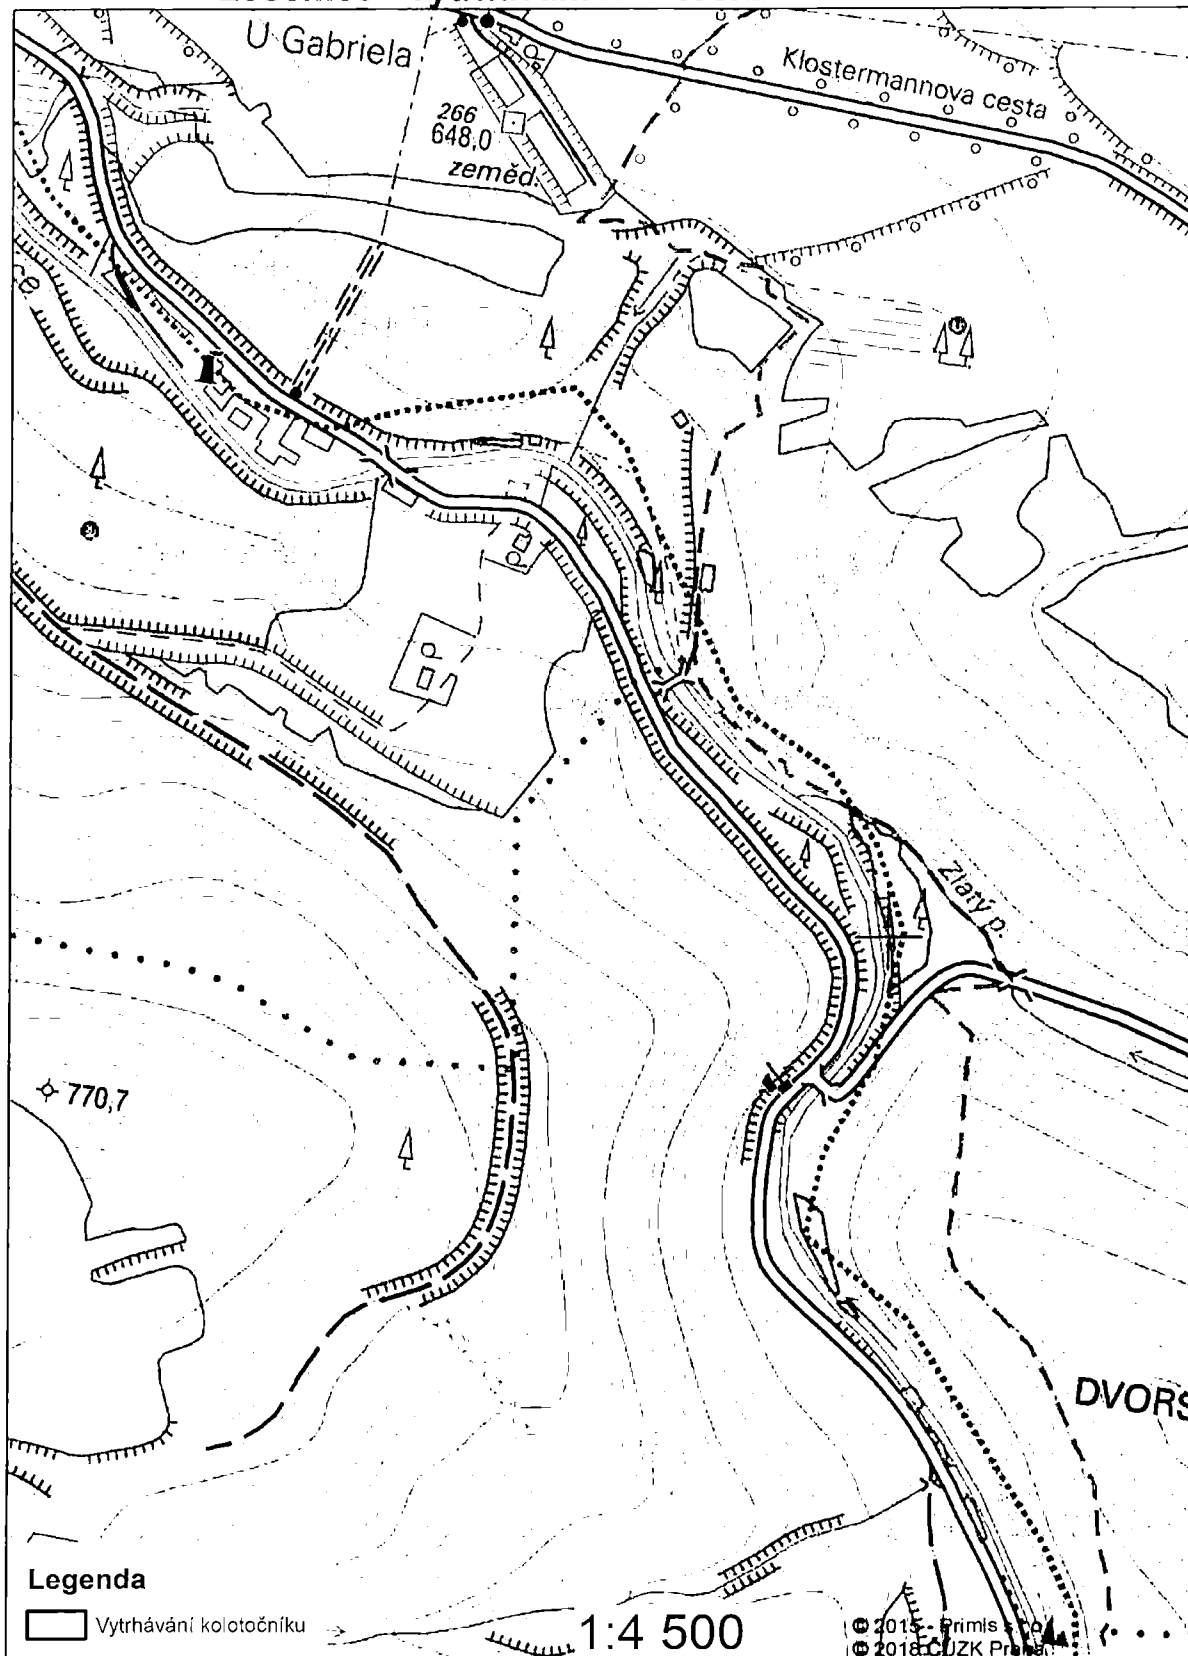 U Gabriela
Klostermannova cesta
266
648,0
zeměd.
Zlatý p.
770,7
DVORS
Legenda
Vytrhávání kolotočníku
1:4 500
© 2015 - Primis s.r.o.
© 2018 ČÚZK Praha